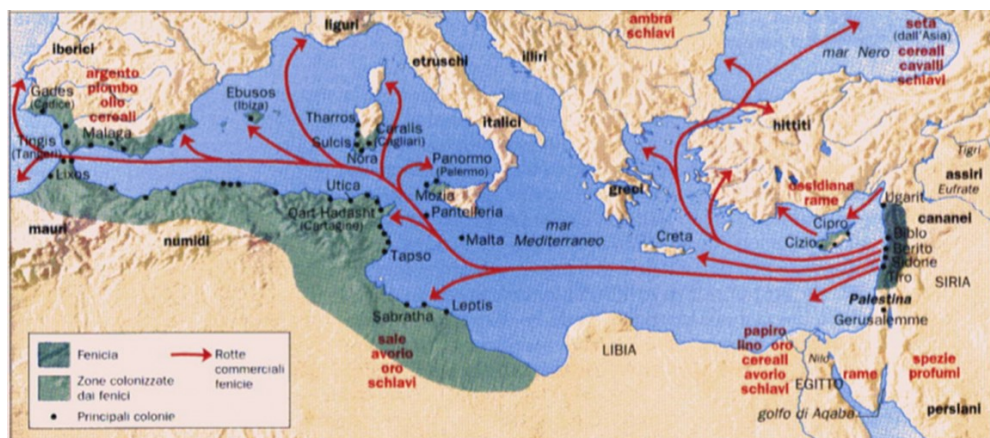 liguri
ambra
schiavi
seta
(dall'Asia)
cereali
cavalli
schiavi
mar Nero
iberici
illiri
etruschi
argento
piombo
olio
cereali
Gades
(Cadice)
Ebusos
(Ibiza)
Tharros
italici
hittiti
Malaga
Sulcis
Caralis
(Cagliari)
Tingis
(Tangeri)
Nora
Panormo
(Palermo)
Tigri
assiri
Eufrate
Lixos
Utica
Mozia
greci
ossidiana
rame
Ugarit
Qart-Hadasht
(Cartagine)
Pantelleria
mar
Mediterraneo
Cipro
cananei
Biblo
mauri
numidi
Malta
Creta
Cizio
Berito
Sidone
Tapso
Tiro
SIRIA
Palestina
Sabratha
Leptis
Gerusalemme
sale
avorio
oro
schiavi
LIBIA
papiro
lino oro
cereali
avorio
schiavi
Nilo
EGITTO
rame
spezie
profumi
golfo di Aqaba
persiani
Fenicia
Rotte
commerciali
fenicie
Zone colonizzate
dai fenici
Principali colonie